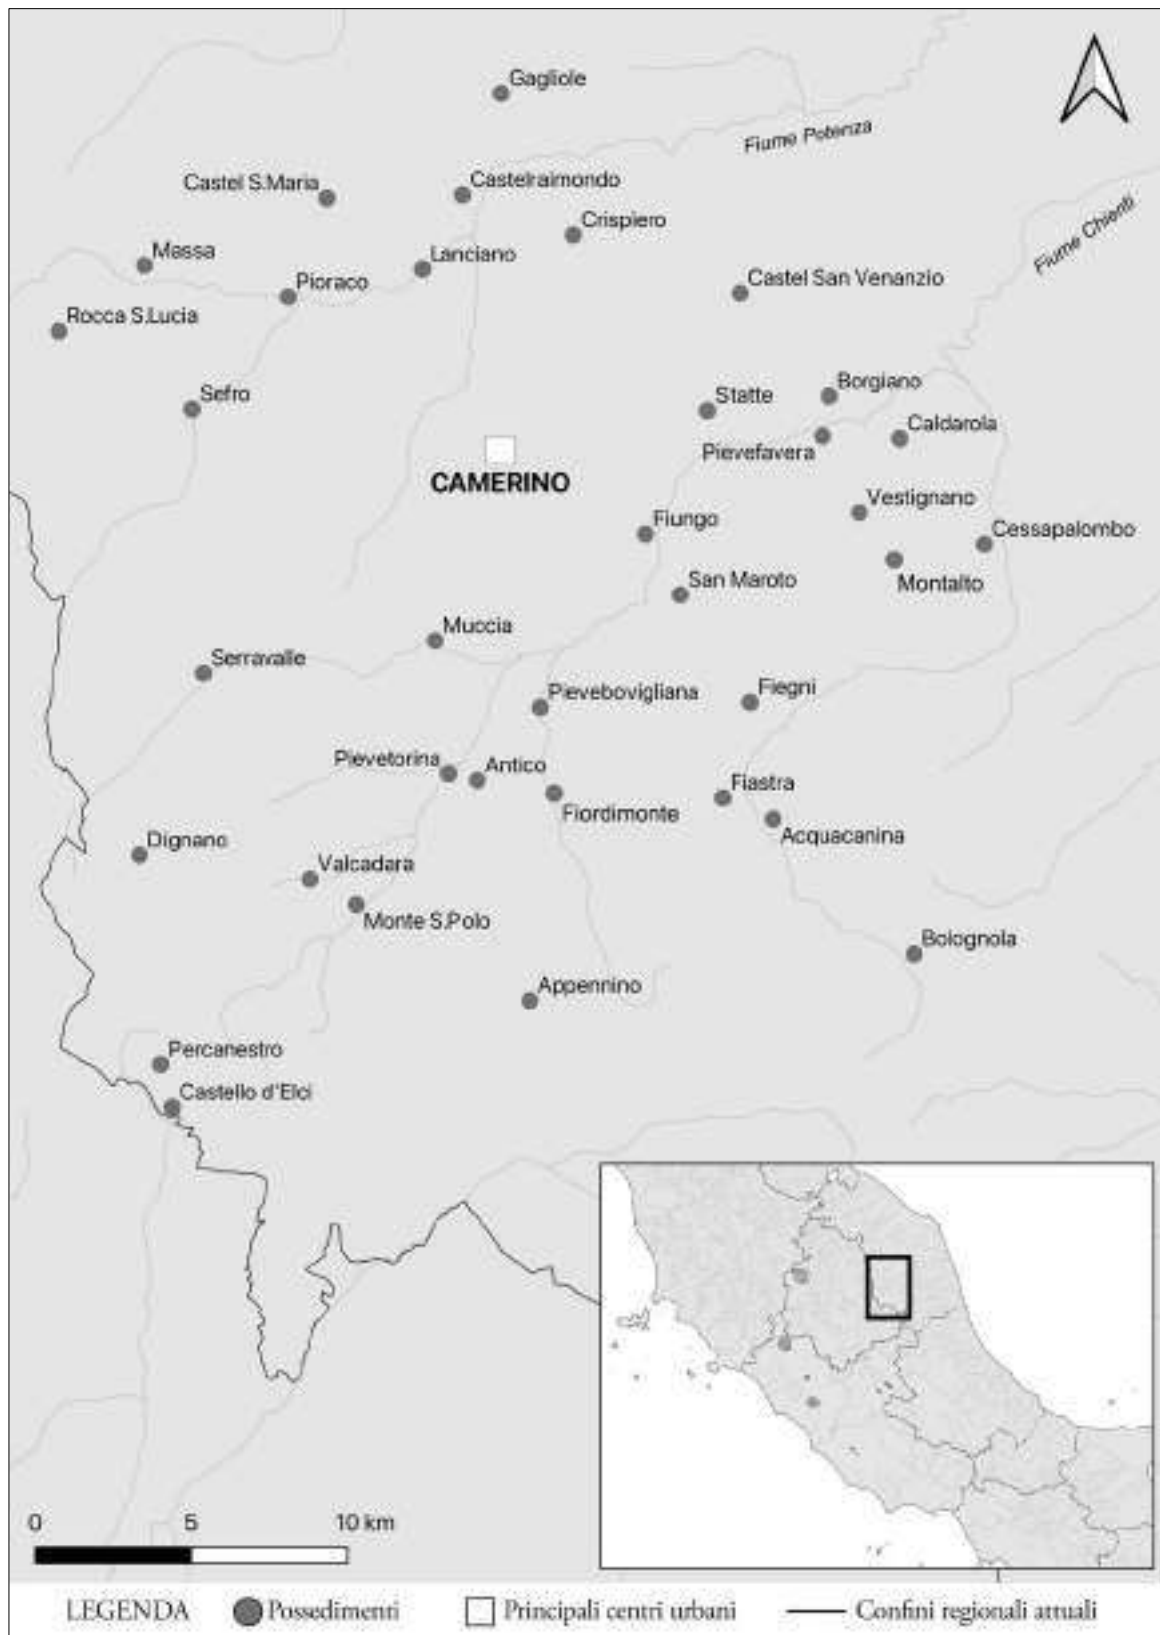 Gagliole
Fiume Potenza
Castel S.Maria
Castelraimondo
Crispiero
Fiume Chienti
Massa
Lanciano
Pioraco
Castel San Venanzio
Rocca S.Lucia
Sefro
Statte
Borgiano
Caldarola
Pievefavera
CAMERINO
Vestignano
Fiungo
Cessapalombo
San Maroto
Montalto
Muccia
Serravalle
Pievebovigliana
Fiegni
Pievetorina
Antico
Fiastra
Fiordimonte
Acquacanina
Dignano
Valcadara
Monte S.Polo
Bolognola
Appennino
Percanestro
Castello d'Elci
0 5 10 km
LEGENDA Possedimenti Principali centri urbani Confini regionali attuali